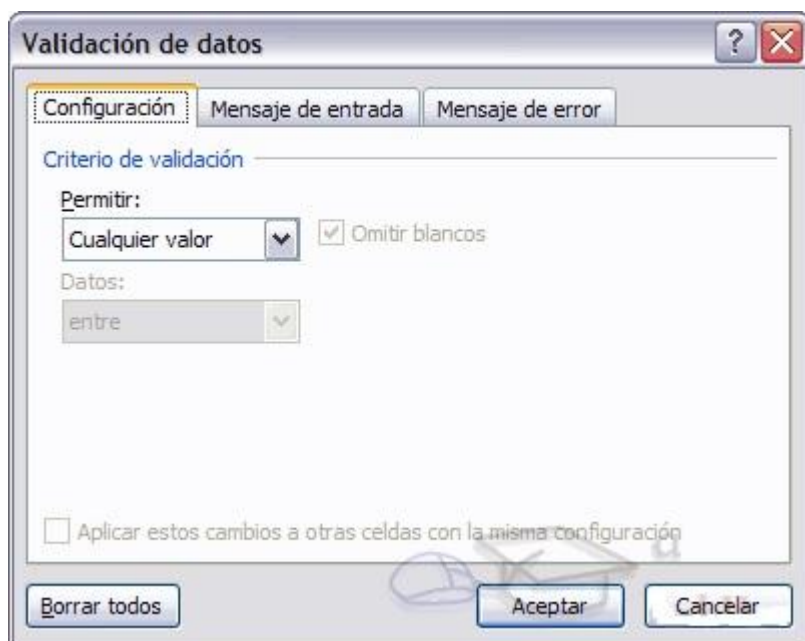 Validación de datos
Configuración Mensaje de entrada Mensaje de error
Criterio de validación
Permitir:
Cualquier valor Omitir blancos
Datos:
entre
Aplicar estos cambios a otras celdas con la misma configuración
Borrar todos Aceptar Cancelar